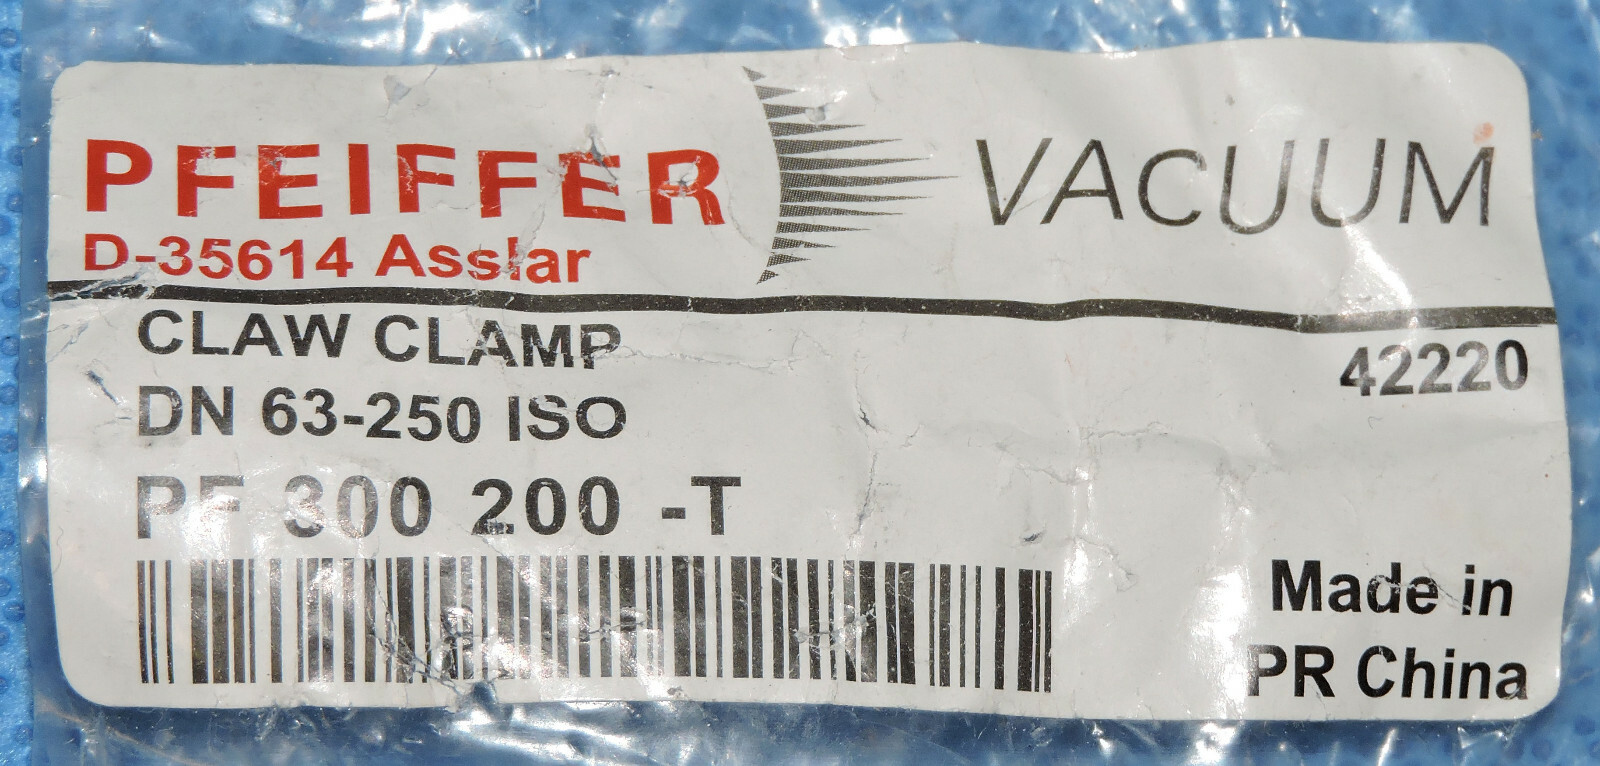 PFEIFFER VACUUM
D-35614 Asslar
CLAW CLAMP
42220
DN 63-250 ISO
PF 300 200 -T
Made in
PR China